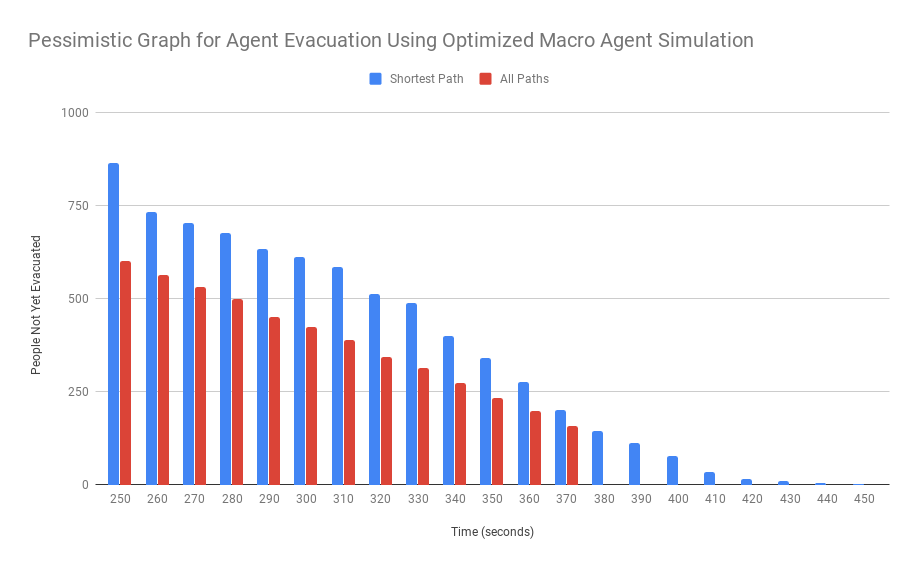 Pessimistic Graph for Agent Evacuation Using Optimized Macro Agent Simulation
Shortest Path All Paths
1000
750
500
250
0
People Not Yet Evacuated
250 260 270 280 290 300 310 320 330 340 350 360 370 380 390 400 410 420 430 440 450
Time (seconds)